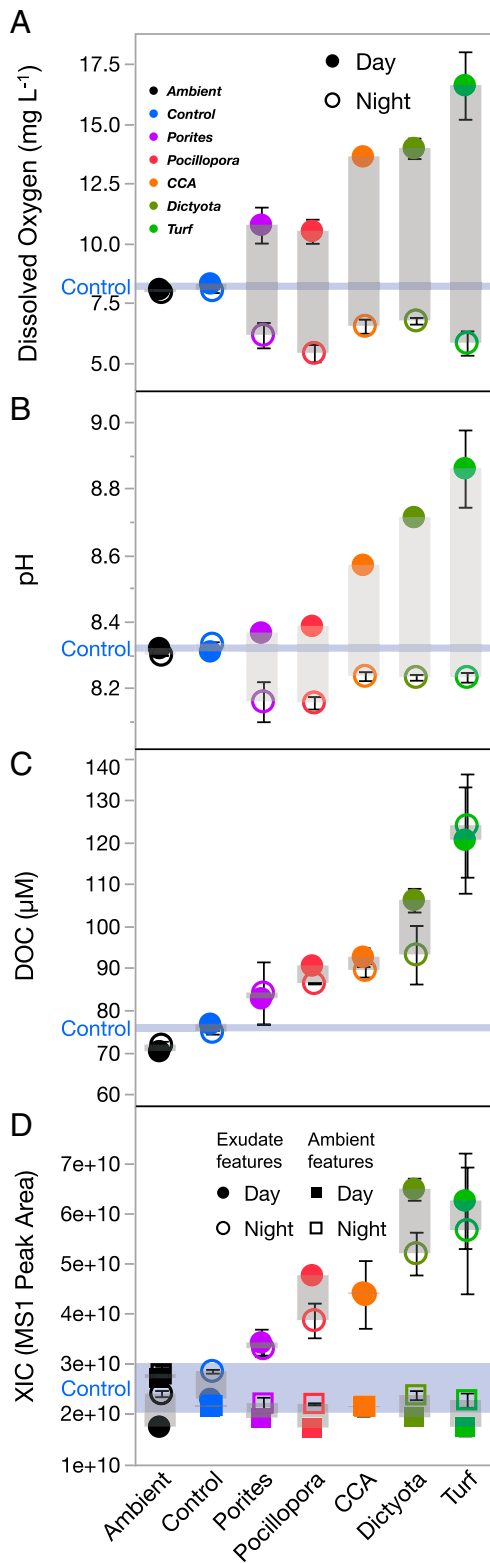 A
Dissolved Oxygen (mg L⁻¹)
17.5
15.0
12.5
10.0
Control
7.5
5.0
Day
Night
Ambient
Control
Porites
Pocillopora
CCA
Dictyota
Turf
B
pH
9.0
8.8
8.6
8.4
Control
8.2
C
DOC (µM)
140
130
120
110
100
90
80
Control
70
60
D
XIC (MS1 Peak Area)
7e+10
6e+10
5e+10
4e+10
3e+10
Control
2e+10
1e+10
Exudate features
Day
Night
Ambient features
Day
Night
Ambient
Control
Porites
Pocillopora
CCA
Dictyota
Turf